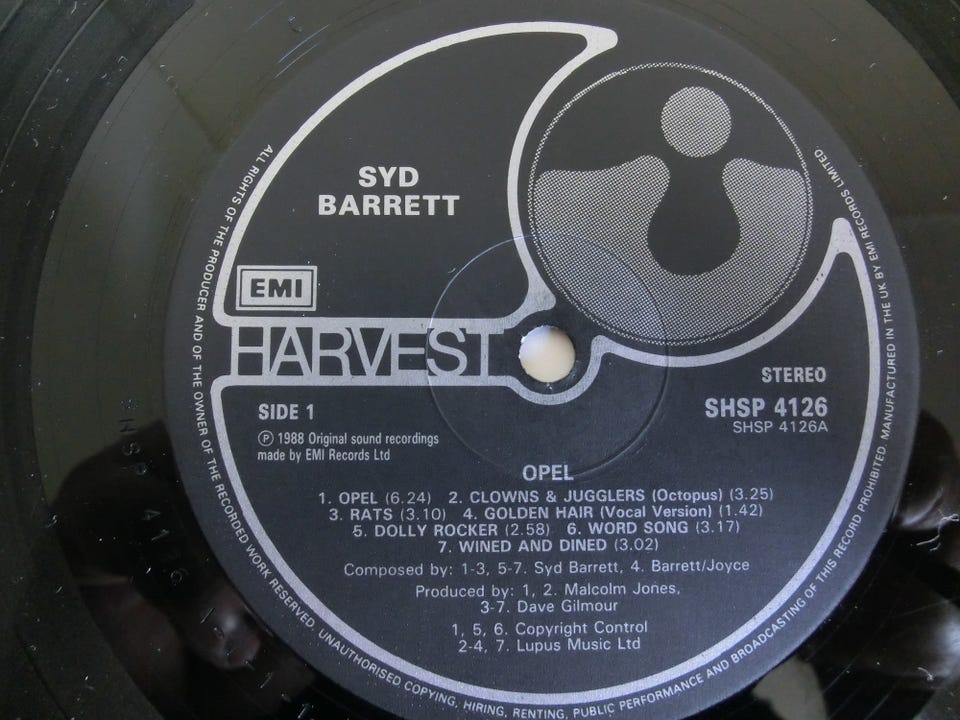 SYD
BARRETT
EMI
HARVEST
STEREO
SHSP 4126
SHSP 4126A
SIDE 1
Ⓟ 1988 Original sound recordings
made by EMI Records Ltd
OPEL
1. OPEL (6.24) 2. CLOWNS & JUGGLERS (Octopus) (3.25)
3. RATS (3.10) 4. GOLDEN HAIR (Vocal Version) (1.42)
5. DOLLY ROCKER (2.58) 6. WORD SONG (3.17)
7. WINED AND DINED (3.02)
Composed by: 1-3, 5-7. Syd Barrett, 4. Barrett/Joyce
Produced by: 1, 2. Malcolm Jones,
3-7. Dave Gilmour
1, 5, 6. Copyright Control
2-4, 7. Lupus Music Ltd
ALL RIGHTS OF THE PRODUCER AND OF THE OWNER OF THE RECORDED WORK RESERVED. UNAUTHORISED COPYING, HIRING, RENTING, PUBLIC PERFORMANCE AND BROADCASTING OF THIS RECORD PROHIBITED. MANUFACTURED IN THE UK BY EMI RECORDS LIMITED